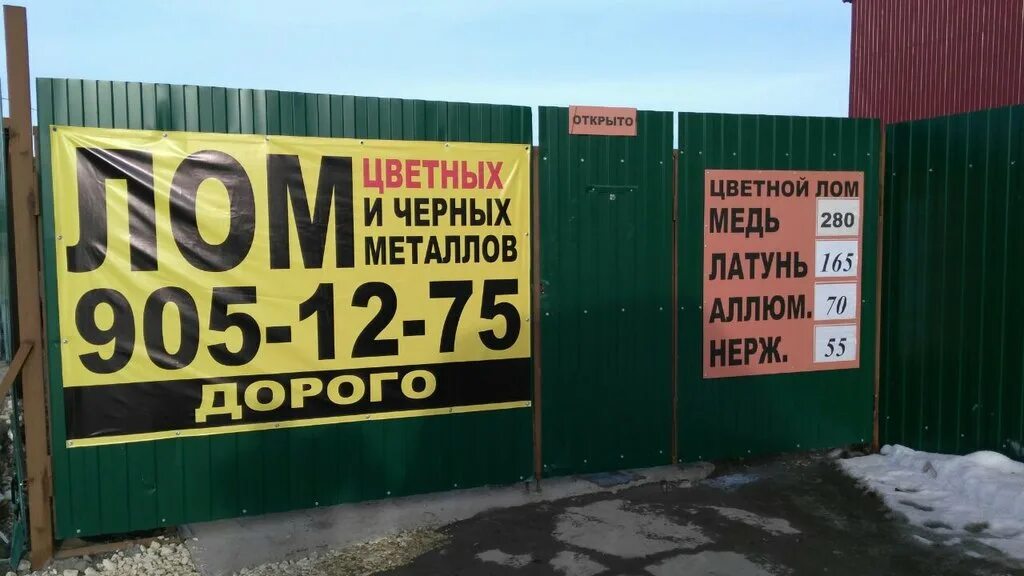 ЛОМ ЦВЕТНЫХ
И ЧЕРНЫХ
МЕТАЛЛОВ
905-12-75
ДОРОГО
ОТКРЫТО
ЦВЕТНОЙ ЛОМ
МЕДЬ 280
ЛАТУНЬ 165
АЛЛЮМ. 70
НЕРЖ. 55